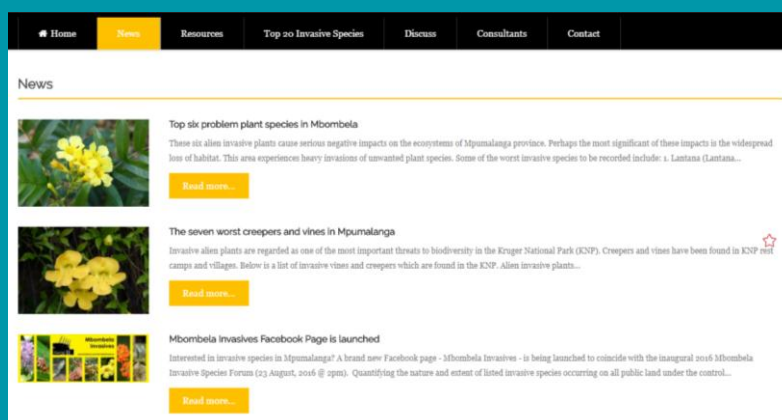 Home News Resources Top 20 Invasive Species Discuss Consultants Contact
News
Top six problem plant species in Mbombela
These six alien invasive plants cause serious negative impacts on the ecosystems of Mpumalanga province. Perhaps the most significant of these impacts is the widespread
loss of habitat. This area experiences heavy invasions of unwanted plant species. Some of the worst invasive species to be recorded include: 1. Lantana (Lantana...
Read more...
The seven worst creepers and vines in Mpumalanga
Invasive alien plants are regarded as one of the most important threats to biodiversity in the Kruger National Park (KNP). Creepers and vines have been found in KNP rest
camps and villages. Below is a list of invasive vines and creepers which are found in the KNP. Alien invasive plants...
Read more...
Mbombela
Invasives
Mbombela Invasives Facebook Page is launched
Interested in invasive species in Mpumalanga? A brand new Facebook page - Mbombela Invasives - is being launched to coincide with the inaugural 2016 Mbombela
Invasive Species Forum (23 August, 2016 @ 2pm). Quantifying the nature and extent of listed invasive species occurring on all public land under the control...
Read more...